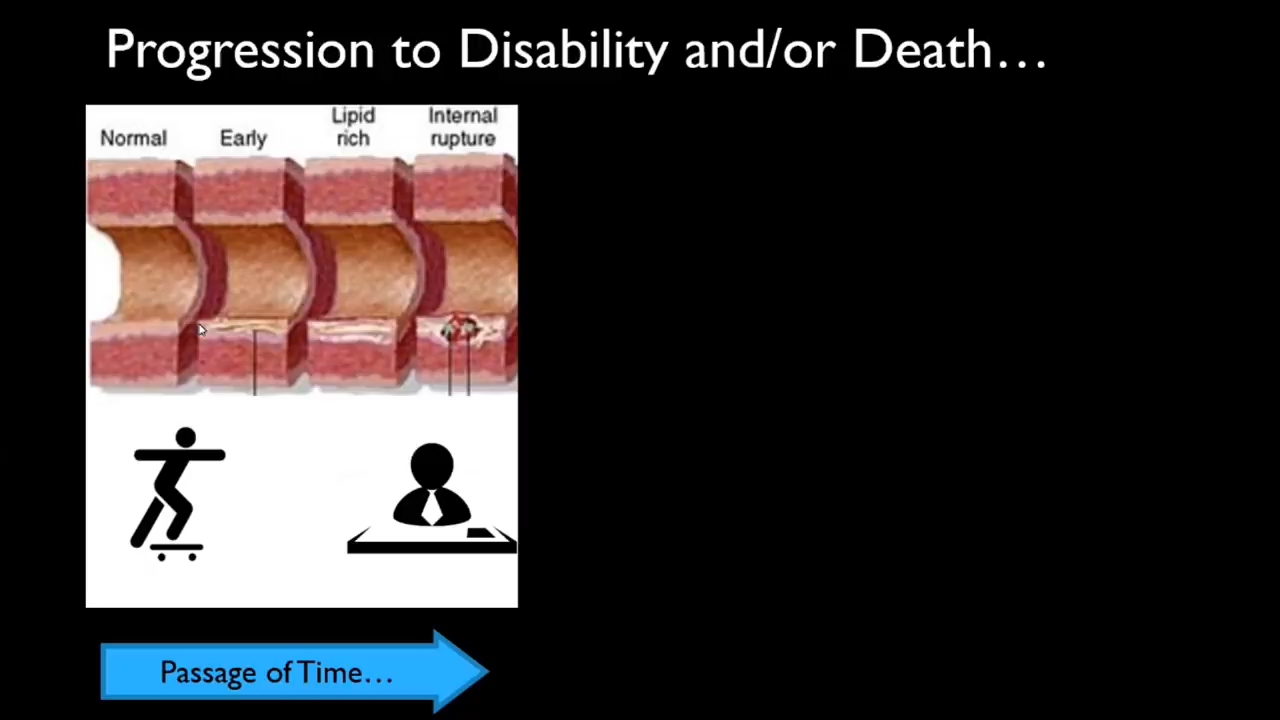 Progression to Disability and/or Death…
Normal
Early
Lipid
rich
Internal
rupture
Passage of Time…